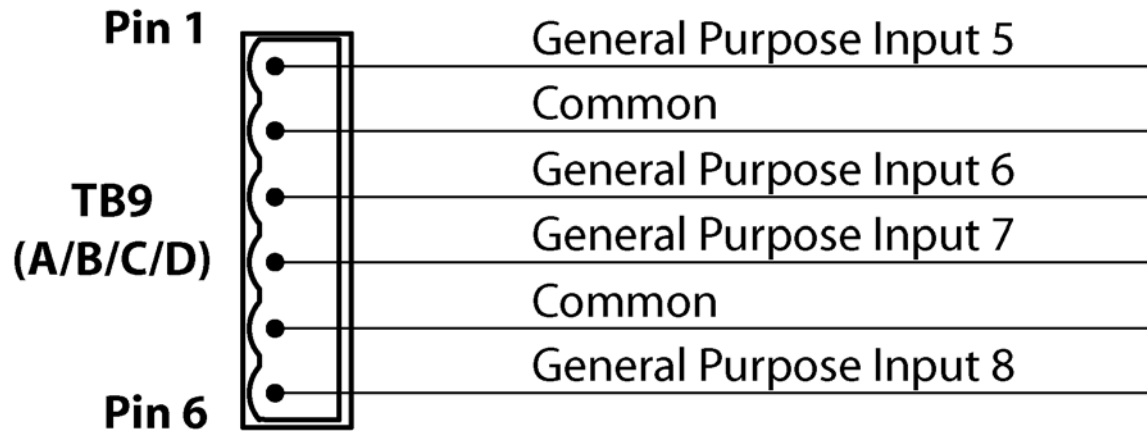 Pin 1
General Purpose Input 5
Common
General Purpose Input 6
TB9
(A/B/C/D)
General Purpose Input 7
Common
General Purpose Input 8
Pin 6